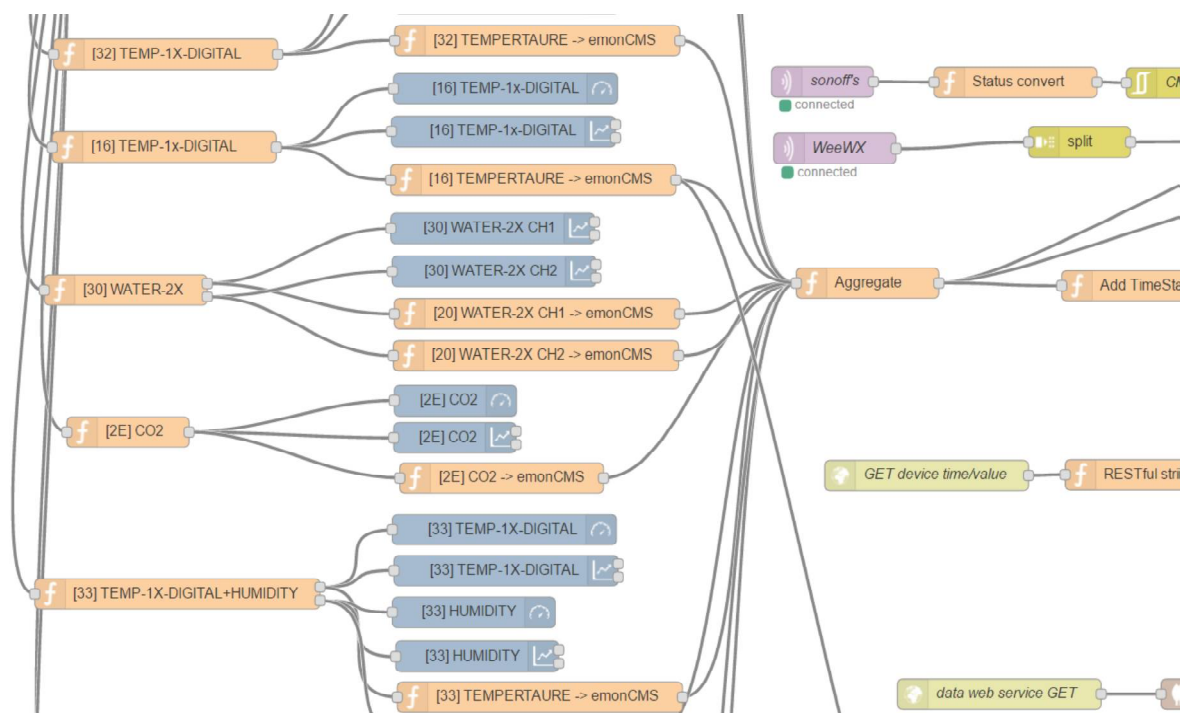 [32] TEMP-1X-DIGITAL
[32] TEMPERTAURE -> emonCMS
[16] TEMP-1x-DIGITAL
[16] TEMP-1x-DIGITAL
[16] TEMP-1x-DIGITAL
[16] TEMPERTAURE -> emonCMS
[30] WATER-2X
[30] WATER-2X CH1
[30] WATER-2X CH2
[20] WATER-2X CH1 -> emonCMS
[20] WATER-2X CH2 -> emonCMS
[2E] CO2
[2E] CO2
[2E] CO2
[2E] CO2 -> emonCMS
[33] TEMP-1X-DIGITAL+HUMIDITY
[33] TEMP-1X-DIGITAL
[33] TEMP-1X-DIGITAL
[33] HUMIDITY
[33] HUMIDITY
[33] TEMPERTAURE -> emonCMS
sonoff's
connected
Status convert
WeeWX
connected
split
Aggregate
Add TimeSta
GET device time/value
RESTful stri
data web service GET